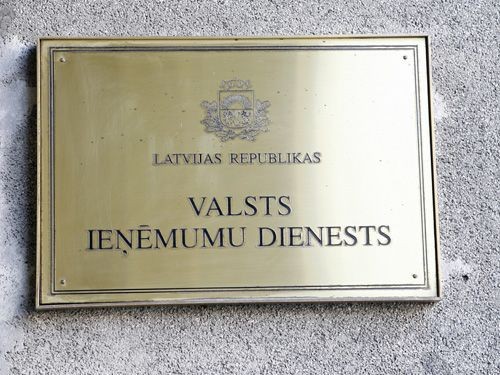 LATVIJAS REPUBLIKAS
VALSTS
IEŅĒMUMU DIENESTS